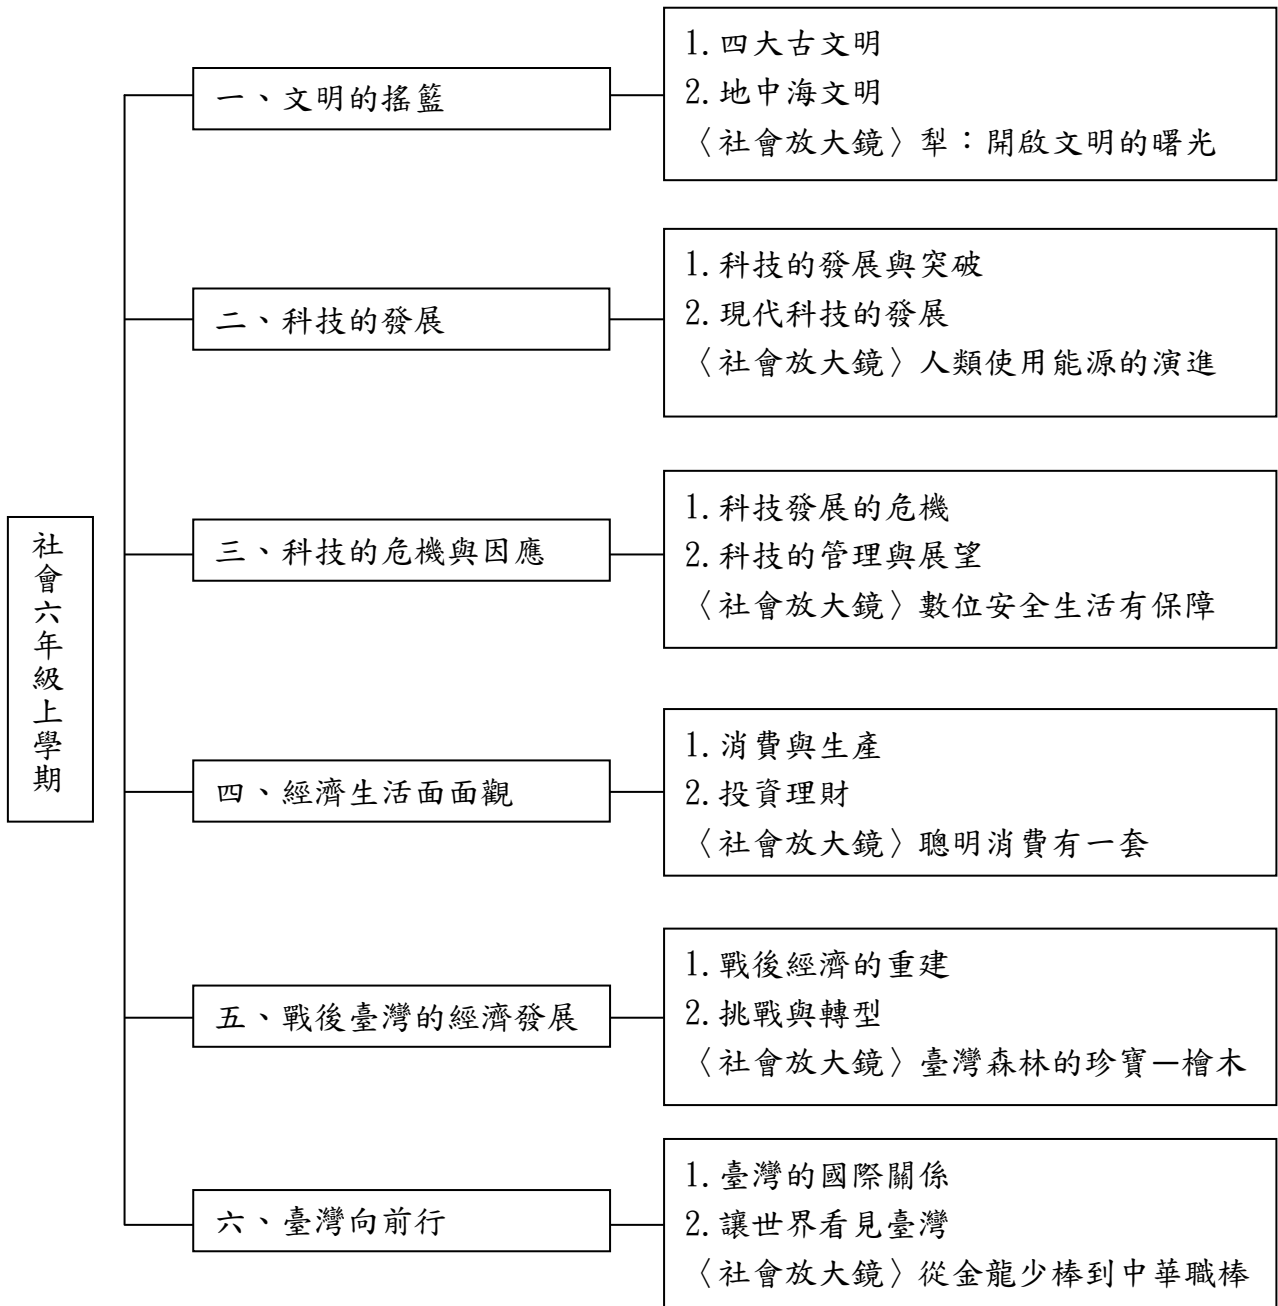 社會六年級上學期
一、文明的搖籃
1.四大古文明
2.地中海文明
〈社會放大鏡〉犁：開啟文明的曙光
二、科技的發展
1.科技的發展與突破
2.現代科技的發展
〈社會放大鏡〉人類使用能源的演進
三、科技的危機與因應
1.科技發展的危機
2.科技的管理與展望
〈社會放大鏡〉數位安全生活有保障
四、經濟生活面面觀
1.消費與生產
2.投資理財
〈社會放大鏡〉聰明消費有一套
五、戰後臺灣的經濟發展
1.戰後經濟的重建
2.挑戰與轉型
〈社會放大鏡〉臺灣森林的珍寶—檜木
六、臺灣向前行
1.臺灣的國際關係
2.讓世界看見臺灣
〈社會放大鏡〉從金龍少棒到中華職棒